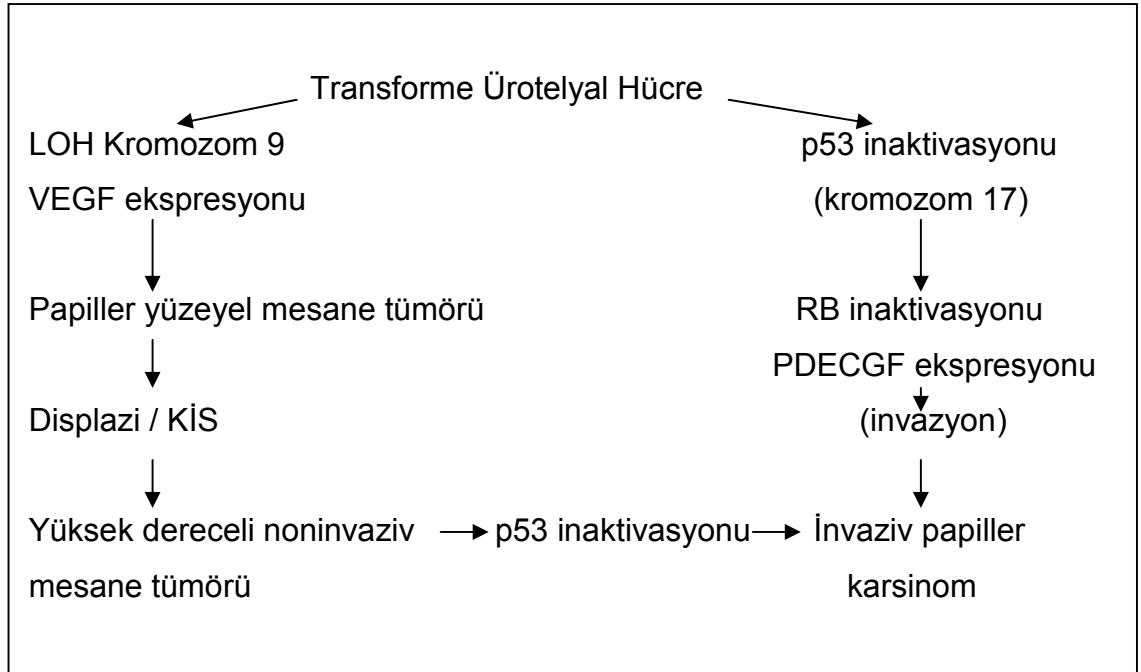 Transforme Ürotelyal Hücre
LOH Kromozom 9
p53 inaktivasyonu
VEGF ekspresyonu
(kromozom 17)
Papiller yüzeyel mesane tümörü
RB inaktivasyonu
PDECGF ekspresyonu
Displazi / KİS
(invazyon)
Yüksek dereceli noninvaziv
p53 inaktivasyonu
İnvaziv papiller
mesane tümörü
karsinom